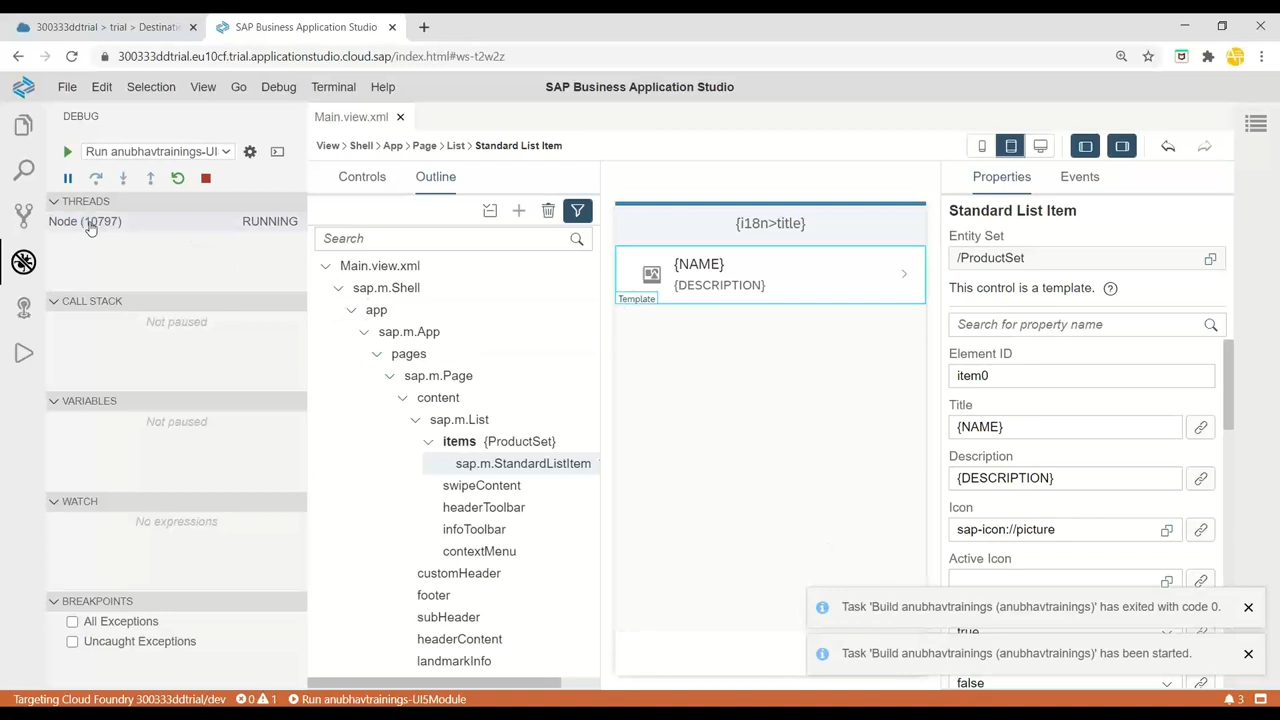 300333ddtrial > trial > Destinati
SAP Business Application Studio
300333ddtrial.eu10cf.trial.applicationstudio.cloud.sap/index.html#ws-t2w2z
File Edit Selection View Go Debug Terminal Help
SAP Business Application Studio
DEBUG
Run anubhavtrainings-UI
THREADS
Node (10797) RUNNING
CALL STACK
Not paused
VARIABLES
Not paused
WATCH
No expressions
BREAKPOINTS
All Exceptions
Uncaught Exceptions
Main.view.xml
View > Shell > App > Page > List > Standard List Item
Controls Outline
Search
Main.view.xml
sap.m.Shell
app
sap.m.App
pages
sap.m.Page
content
sap.m.List
items {ProductSet}
sap.m.StandardListItem
swipeContent
headerToolbar
infoToolbar
contextMenu
customHeader
footer
subHeader
headerContent
landmarkInfo
{i18n>title}
{NAME}
{DESCRIPTION}
Template
Properties Events
Standard List Item
Entity Set
/ProductSet
This control is a template.
Search for property name
Element ID
item0
Title
{NAME}
Description
{DESCRIPTION}
Icon
sap-icon://picture
Active Icon
Task 'Build anubhavtrainings (anubhavtrainings)' has exited with code 0.
true
Task 'Build anubhavtrainings (anubhavtrainings)' has been started.
false
Targeting Cloud Foundry 300333ddtrial/dev 0 1 Run anubhavtrainings-UI5Module 3